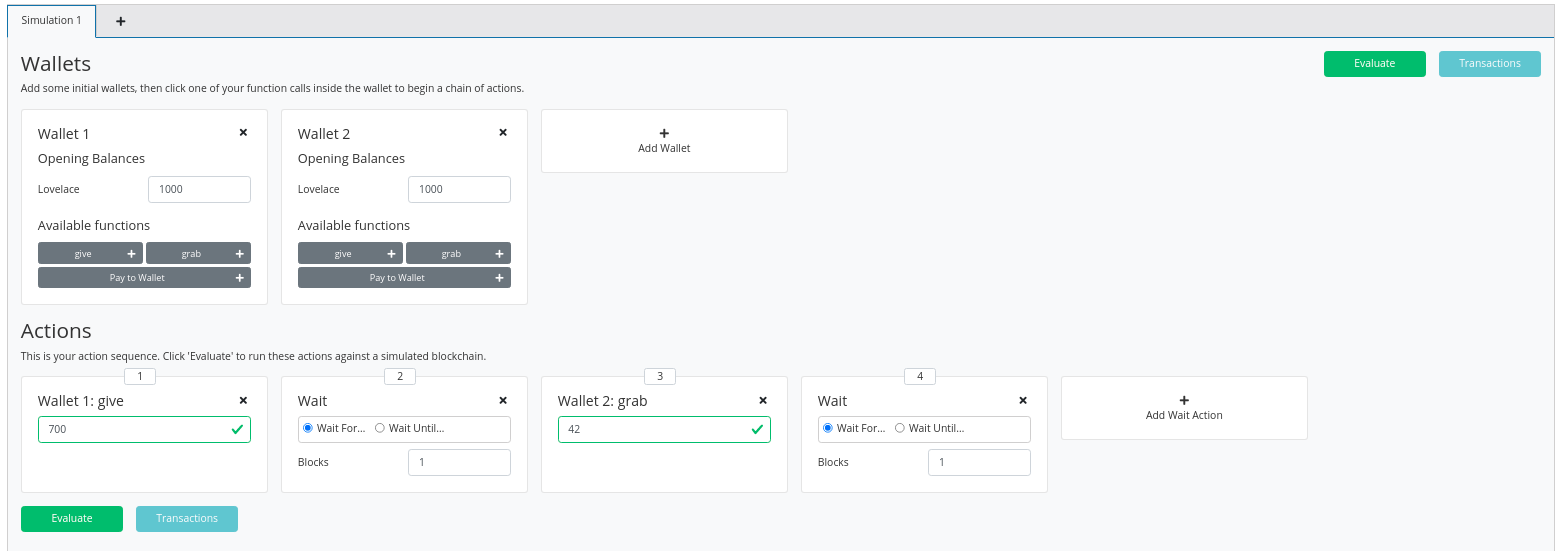 Simulation 1
Wallets
Evaluate
Transactions
Add some initial wallets, then click one of your function calls inside the wallet to begin a chain of actions.
Wallet 1
Opening Balances
Lovelace 1000
Available functions
give grab
Pay to Wallet
Wallet 2
Opening Balances
Lovelace 1000
Available functions
give grab
Pay to Wallet
Add Wallet
Actions
This is your action sequence. Click 'Evaluate' to run these actions against a simulated blockchain.
1
Wallet 1: give
700
2
Wait
Wait For... Wait Until...
Blocks 1
3
Wallet 2: grab
42
4
Wait
Wait For... Wait Until...
Blocks 1
Add Wait Action
Evaluate
Transactions